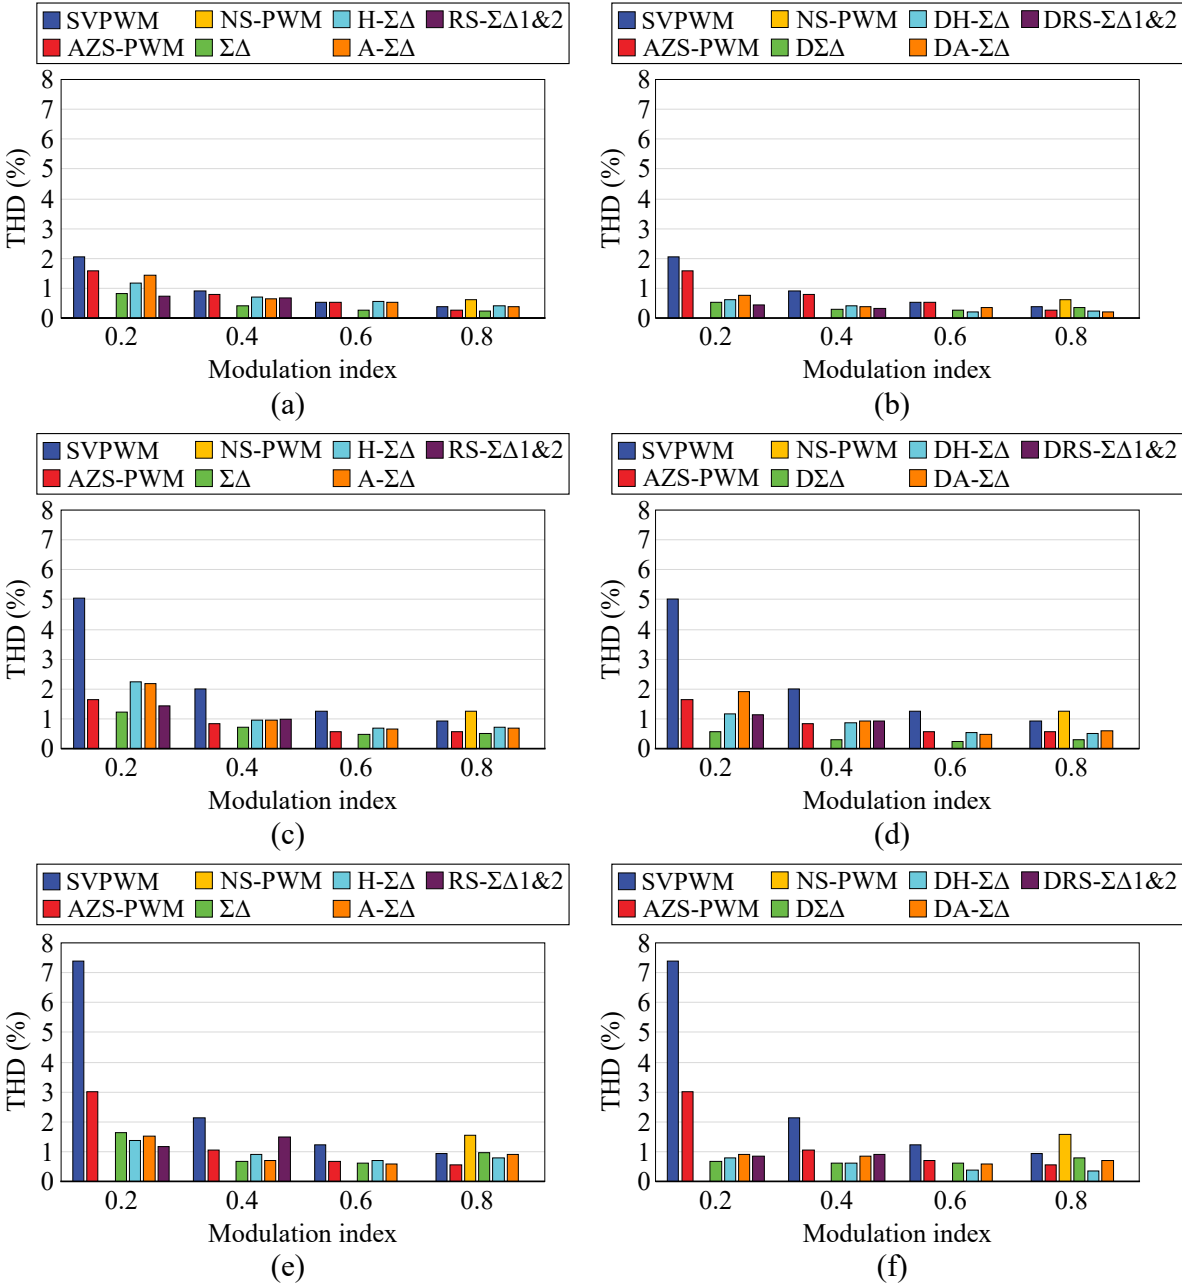 SVPWM NS-PWM H-ΣΔ RS-ΣΔ1&2
AZS-PWM ΣΔ A-ΣΔ
8
7
6
5
4
3
2
1
0
THD (%)
0.2 0.4 0.6 0.8
Modulation index
(a)
SVPWM NS-PWM DH-ΣΔ DRS-ΣΔ1&2
AZS-PWM DΣΔ DA-ΣΔ
8
7
6
5
4
3
2
1
0
THD (%)
0.2 0.4 0.6 0.8
Modulation index
(b)
SVPWM NS-PWM H-ΣΔ RS-ΣΔ1&2
AZS-PWM ΣΔ A-ΣΔ
8
7
6
5
4
3
2
1
0
THD (%)
0.2 0.4 0.6 0.8
Modulation index
(c)
SVPWM NS-PWM DH-ΣΔ DRS-ΣΔ1&2
AZS-PWM DΣΔ DA-ΣΔ
8
7
6
5
4
3
2
1
0
THD (%)
0.2 0.4 0.6 0.8
Modulation index
(d)
SVPWM NS-PWM H-ΣΔ RS-ΣΔ1&2
AZS-PWM ΣΔ A-ΣΔ
8
7
6
5
4
3
2
1
0
THD (%)
0.2 0.4 0.6 0.8
Modulation index
(e)
SVPWM NS-PWM DH-ΣΔ DRS-ΣΔ1&2
AZS-PWM DΣΔ DA-ΣΔ
8
7
6
5
4
3
2
1
0
THD (%)
0.2 0.4 0.6 0.8
Modulation index
(f)